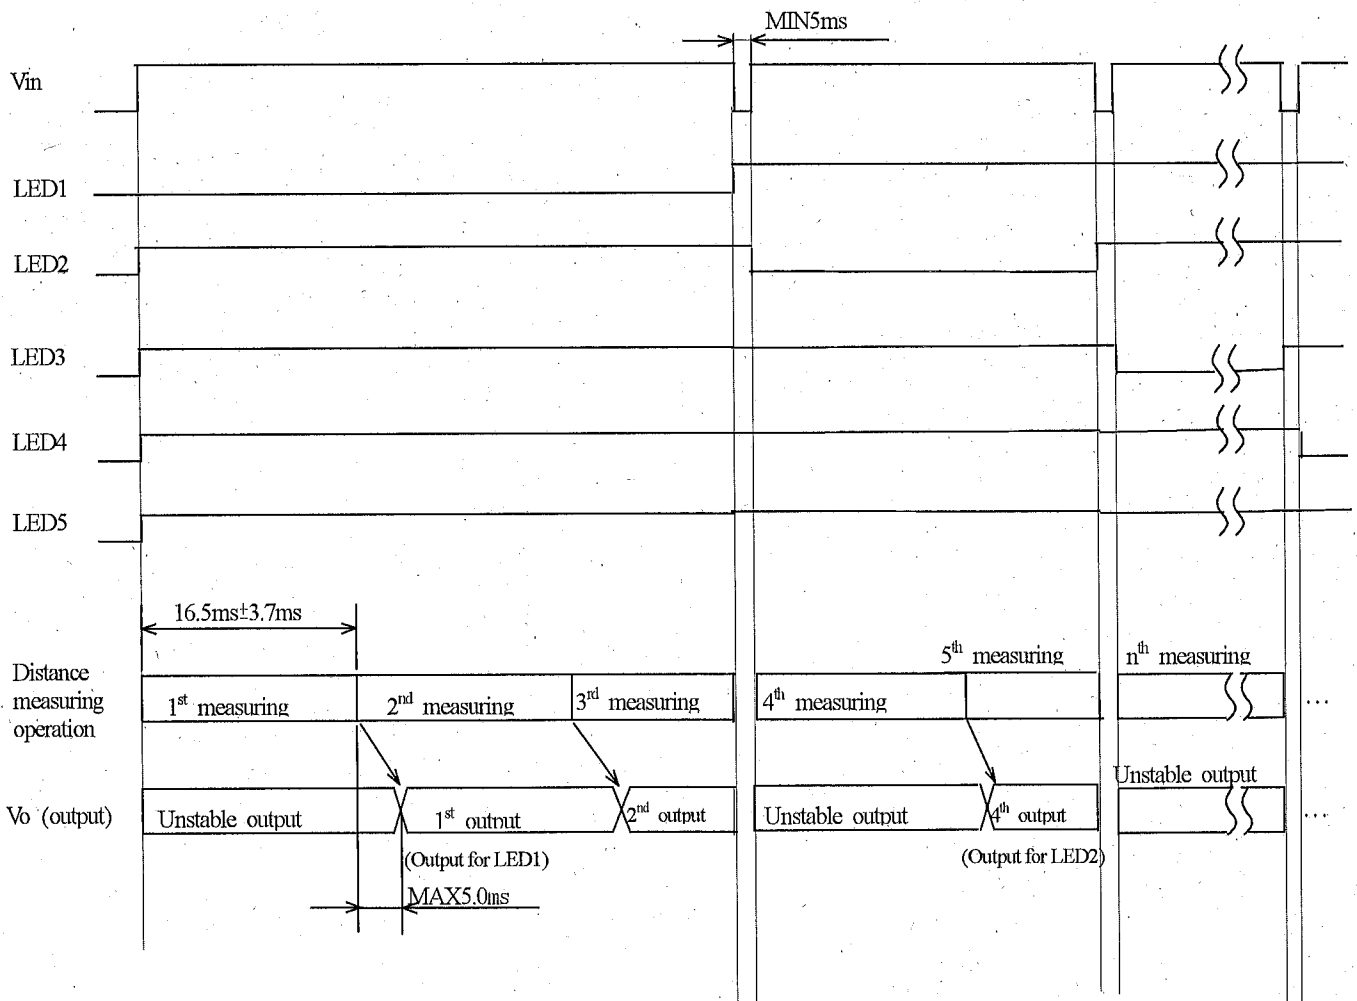 MIN5ms
Vin
LED1
LED2
LED3
LED4
LED5
16.5ms±3.7ms
Distance
measuring
operation
1st measuring
2nd measuring
3rd measuring
4th measuring
5th measuring
nth measuring
...
Vo (output)
Unstable output
1st output
(Output for LED1)
2nd output
Unstable output
4th output
(Output for LED2)
Unstable output
...
MAX5.0ms